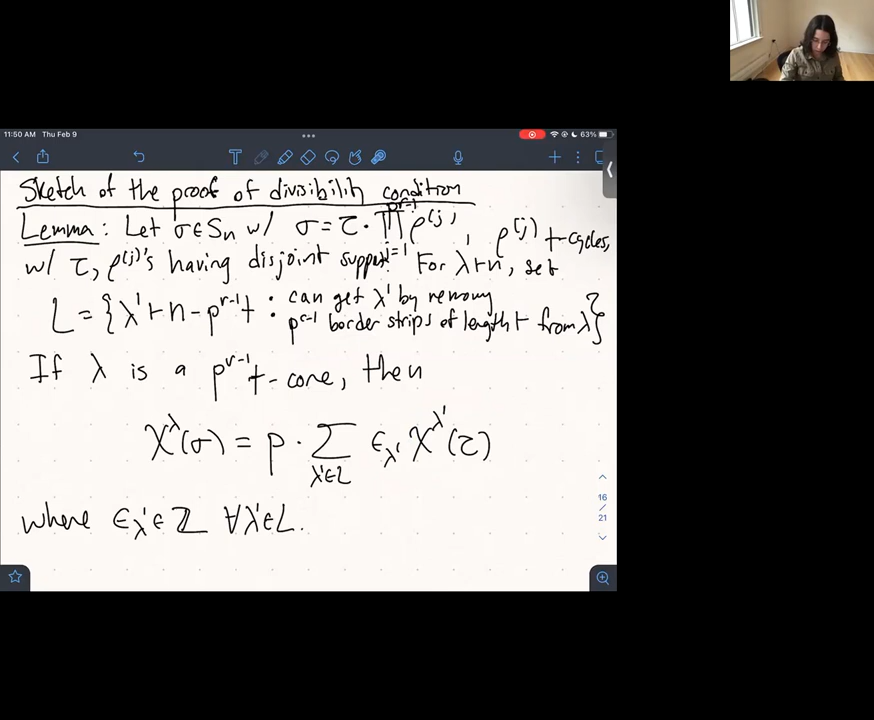 11:50 AM Thu Feb 9
63%
Sketch of the proof of divisibility condition
Lemma: Let σ∈Sₙ w/ σ = τ · ∏_{j=1}^{p^{r-1}} ρ^{(j)}, ρ^{(j)} t-cycles,
w/ τ, ρ^{(j)}'s having disjoint support. For λ⊢n, set
L = {λ' ⊢ n - p^{r-1}t : can get λ' by removing
p^{r-1} border strips of length t from λ}
If λ is a p^{r-1}t-core, then
χ^λ(σ) = p · ∑_{λ'∈L} ε_{λ'} χ^{λ'}(τ)
where ε_{λ'} ∈ ℤ ∀λ'∈L.
16
/
21